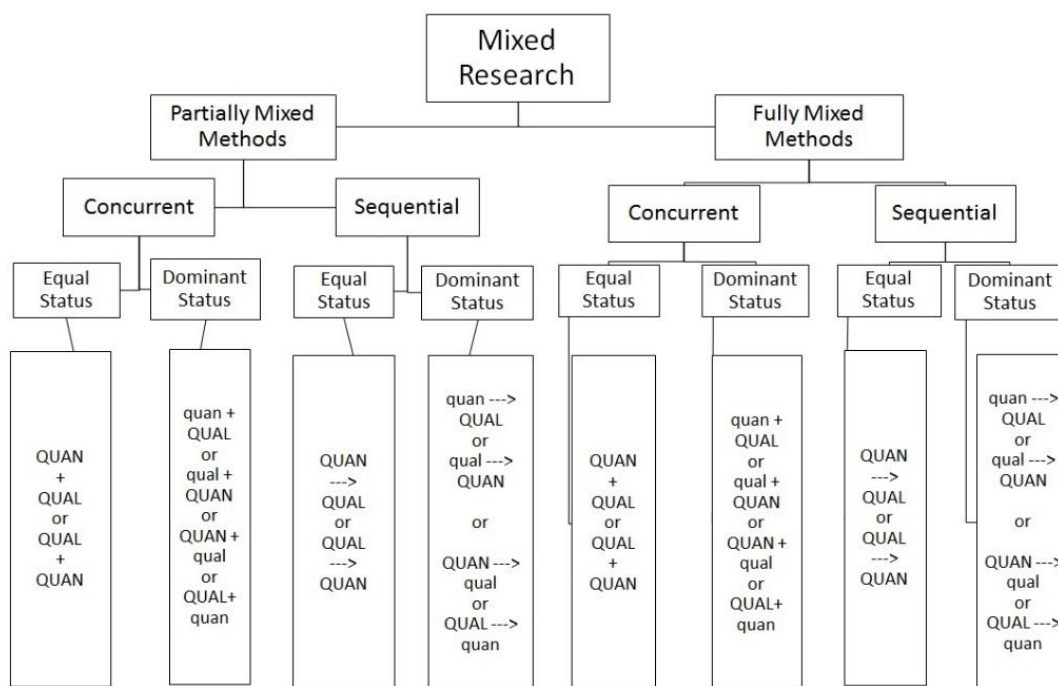 Mixed
Research
Partially Mixed
Methods
Fully Mixed
Methods
Concurrent
Sequential
Concurrent
Sequential
Equal
Status
Dominant
Status
Equal
Status
Dominant
Status
Equal
Status
Dominant
Status
Equal
Status
Dominant
Status
QUAN
+
QUAL
or
QUAL
+
QUAN
quan +
QUAL
or
qual +
QUAN
or
QUAN +
qual
or
QUAL+
quan
QUAN
--->
QUAL
or
QUAL
--->
QUAN
quan --->
QUAL
or
qual --->
QUAN
or
QUAN --->
qual
or
QUAL --->
quan
QUAN
+
QUAL
or
QUAL
+
QUAN
quan +
QUAL
or
qual +
QUAN
or
QUAN +
qual
or
QUAL+
quan
QUAN
--->
QUAL
or
QUAL
--->
QUAN
quan --->
QUAL
or
qual --->
QUAN
or
QUAN --->
qual
or
QUAL --->
quan